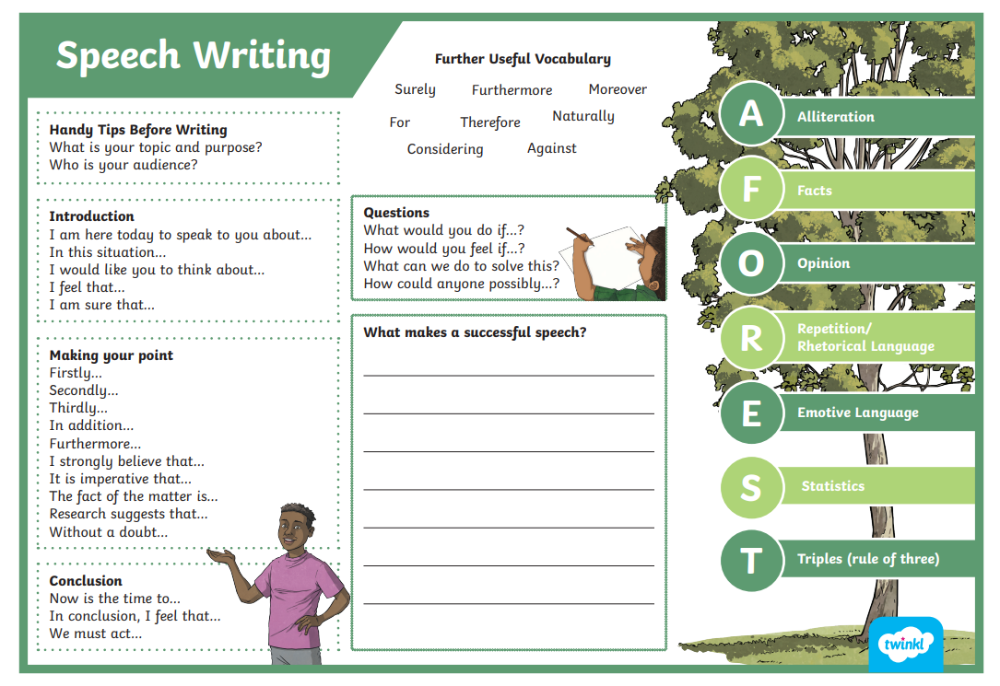 Speech Writing
Handy Tips Before Writing
What is your topic and purpose?
Who is your audience?
Introduction
I am here today to speak to you about...
In this situation...
I would like you to think about...
I feel that...
I am sure that...
Making your point
Firstly...
Secondly...
Thirdly...
In addition...
Furthermore...
I strongly believe that...
It is imperative that...
The fact of the matter is...
Research suggests that...
Without a doubt...
Conclusion
Now is the time to...
In conclusion, I feel that...
We must act...
Further Useful Vocabulary
Surely Furthermore Moreover
For Therefore Naturally
Considering Against
Questions
What would you do if...?
How would you feel if...?
What can we do to solve this?
How could anyone possibly...?
What makes a successful speech?
A Alliteration
F Facts
O Opinion
R Repetition/
Rhetorical Language
E Emotive Language
S Statistics
T Triples (rule of three)
twinkl